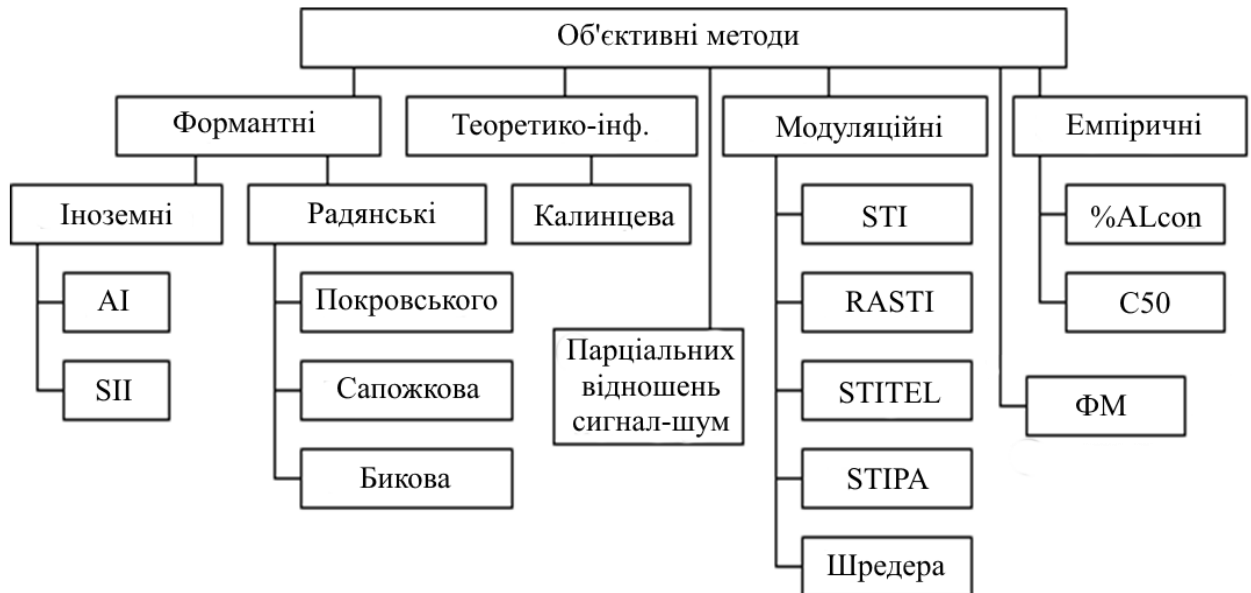 Об'єктивні методи
Формантні
Теоретико-інф.
Модуляційні
Емпіричні
Іноземні
Радянські
Калинцева
STI
%ALcon
AI
Покровського
RASTI
C50
Парціальних
відношень
сигнал-шум
SII
Сапожкова
STITEL
ФМ
Бикова
STIPA
Шредера